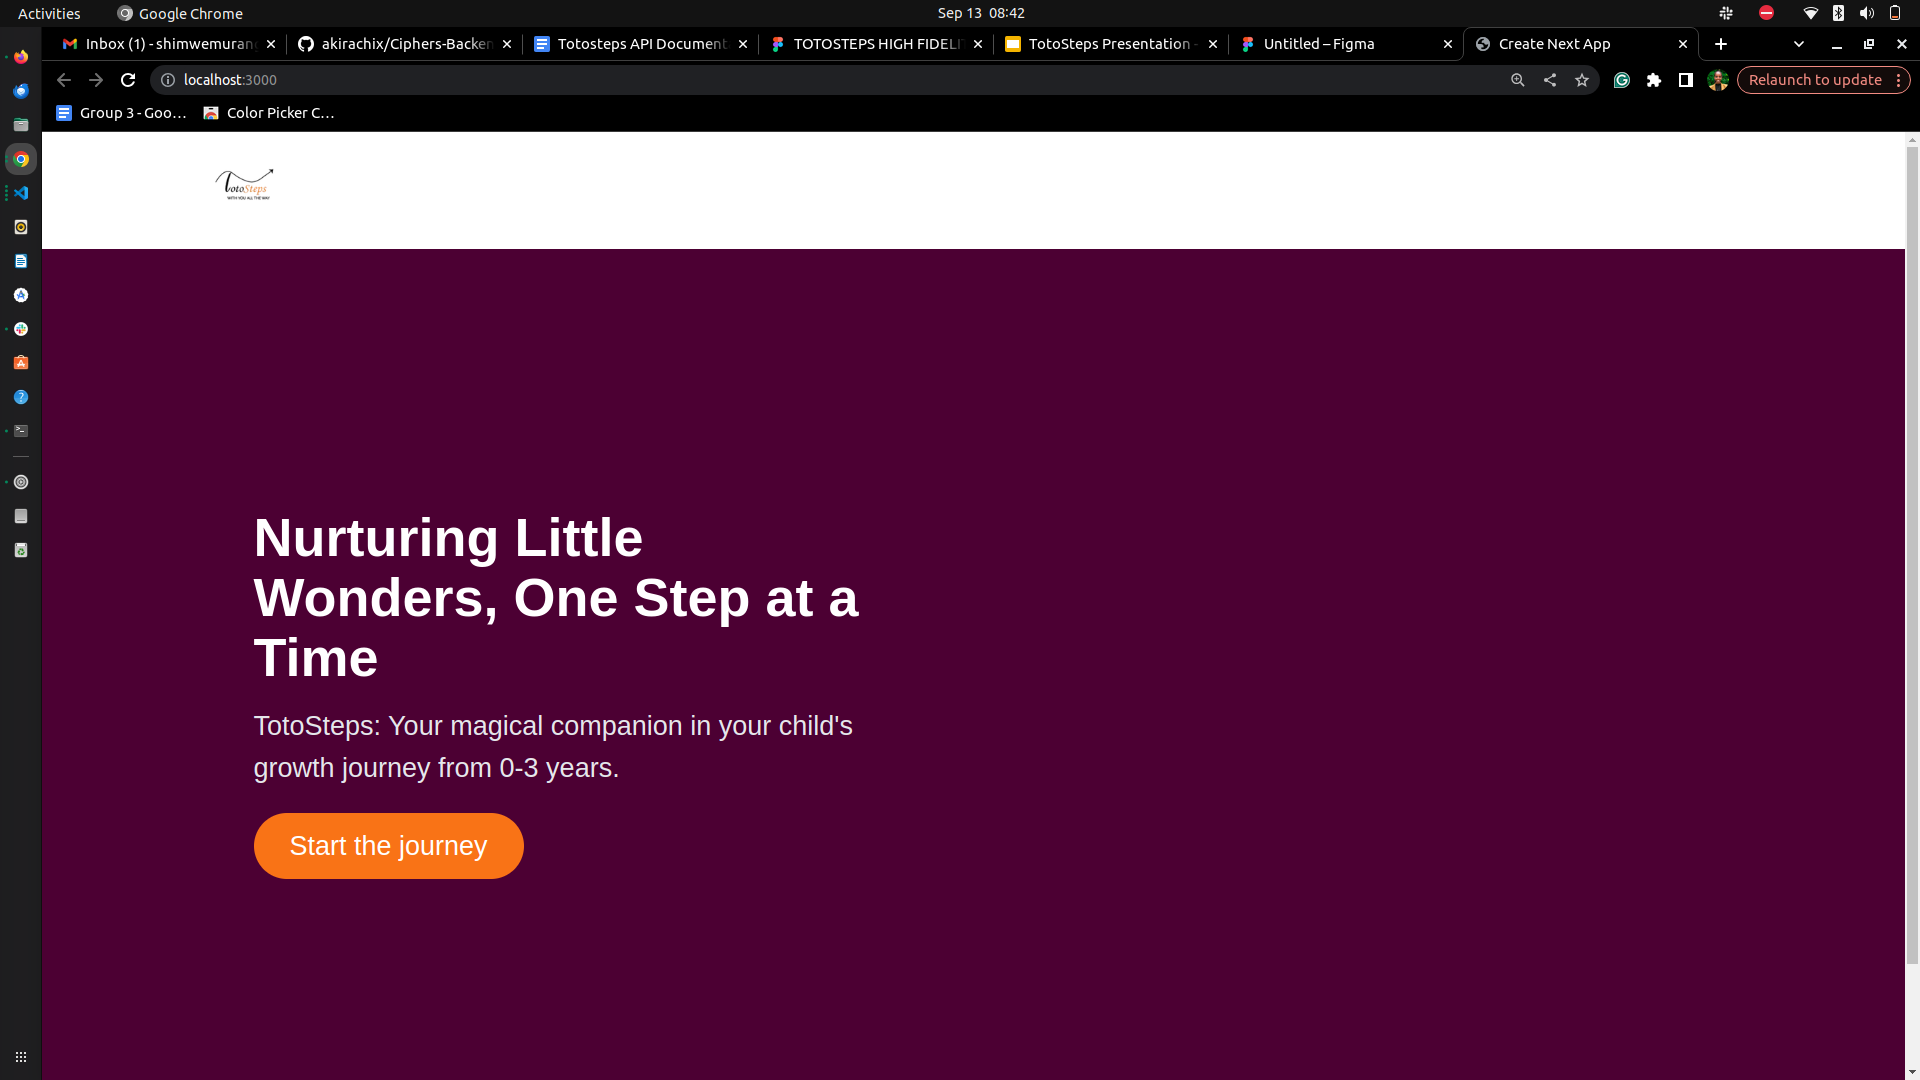 Activities
Google Chrome
Sep 13 08:42
Inbox (1) - shimwemurang
akirachix/Ciphers-Backen
Totosteps API Document
TOTOSTEPS HIGH FIDELI
TotoSteps Presentation -
Untitled – Figma
Create Next App
localhost:3000
Relaunch to update
Group 3 - Goo...
Color Picker C...
TotoSteps
WITH YOU ALL THE WAY
Nurturing Little
Wonders, One Step at a
Time
TotoSteps: Your magical companion in your child's
growth journey from 0-3 years.
Start the journey